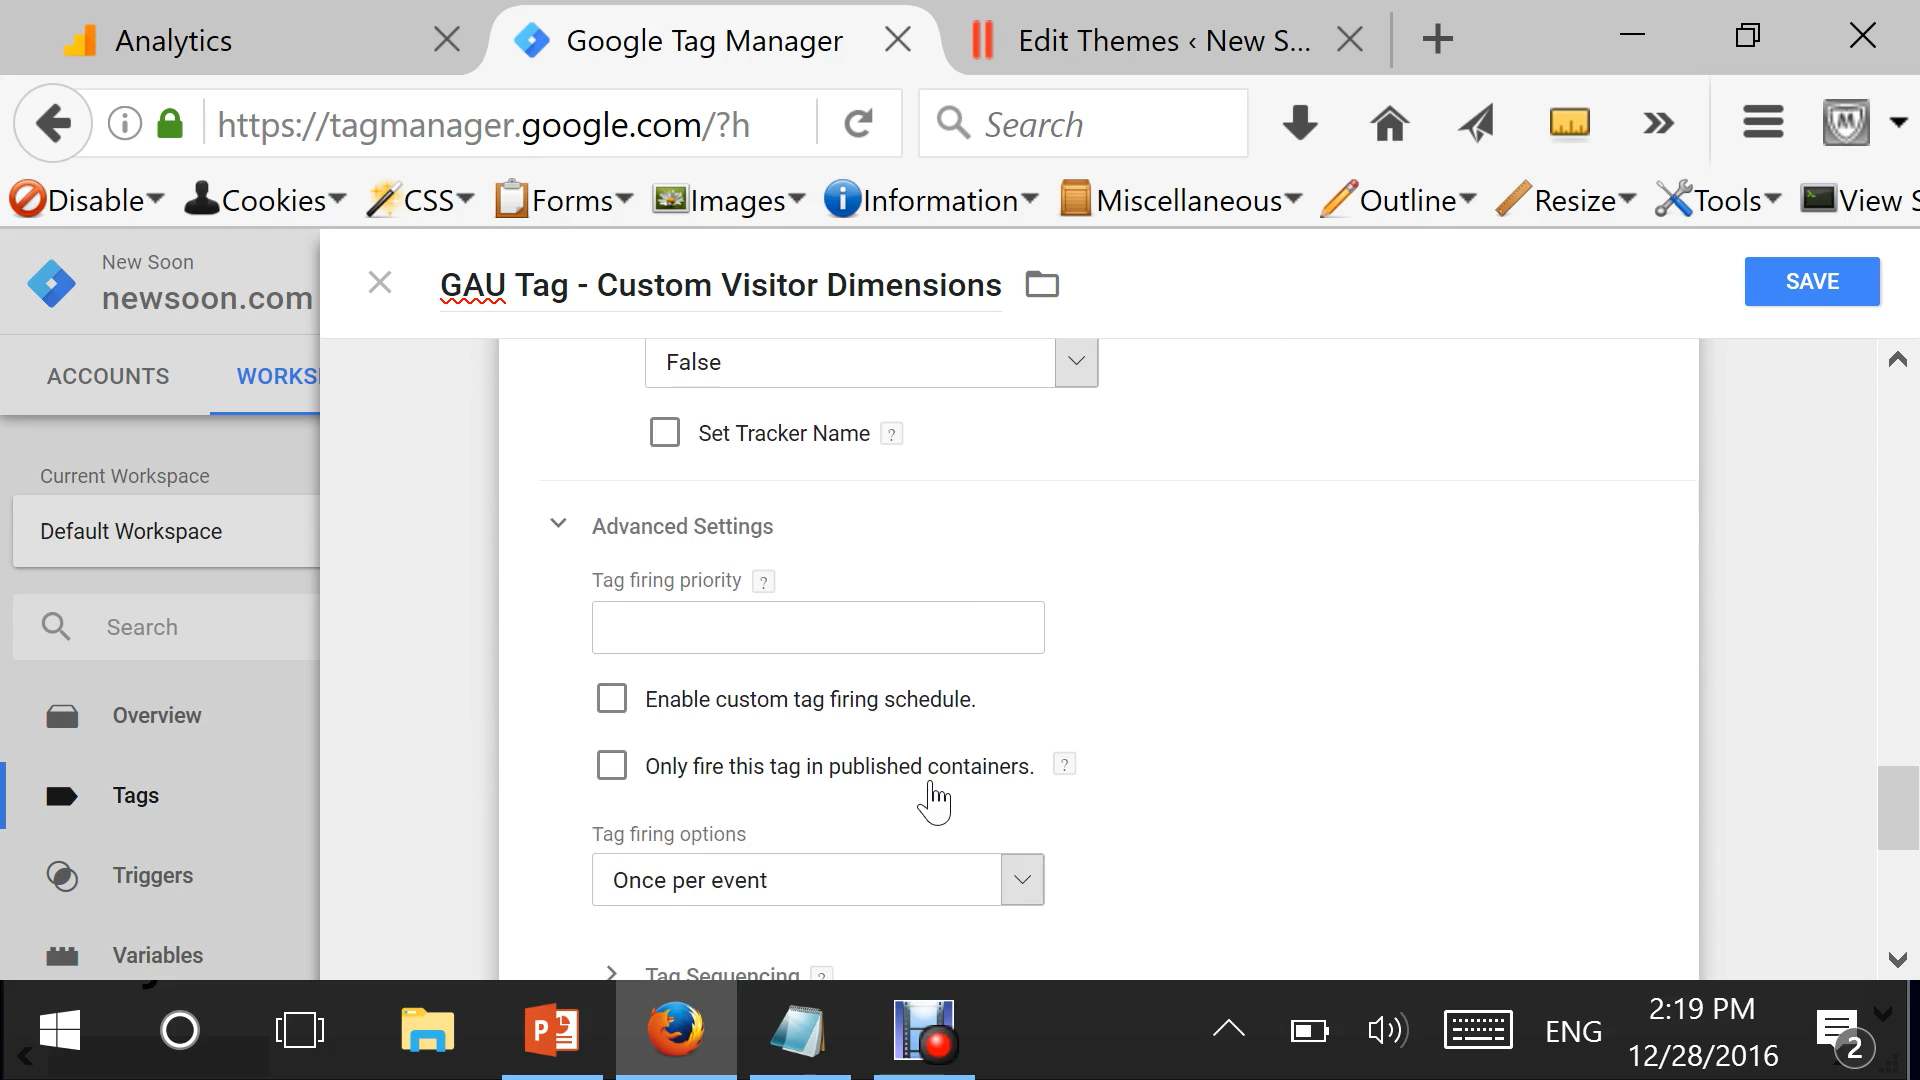 Analytics
Google Tag Manager
Edit Themes ‹ New S...
https://tagmanager.google.com/?h
Search
Disable
Cookies
CSS
Forms
Images
Information
Miscellaneous
Outline
Resize
Tools
View S
New Soon
newsoon.com
GAU Tag - Custom Visitor Dimensions
SAVE
ACCOUNTS
WORKS
False
Set Tracker Name ?
Current Workspace
Default Workspace
Advanced Settings
Tag firing priority ?
Search
Enable custom tag firing schedule.
Overview
Only fire this tag in published containers. ?
Tags
Tag firing options
Once per event
Triggers
Variables
Tag Sequencing ?
ENG
2:19 PM
12/28/2016
2